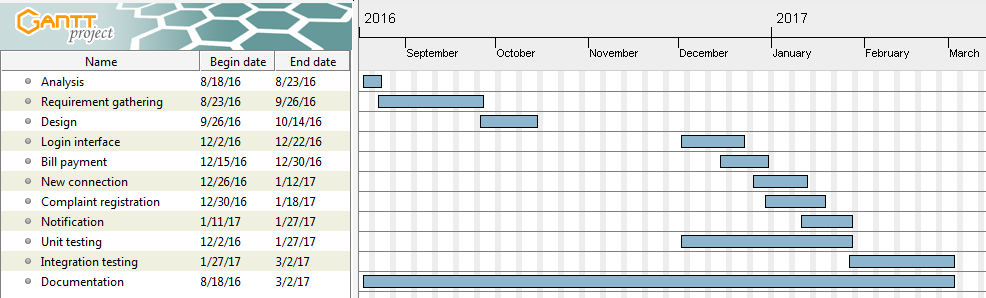 GANTT project
2016 2017
September October November December January February March
Name Begin date End date
Analysis 8/18/16 8/23/16
Requirement gathering 8/23/16 9/26/16
Design 9/26/16 10/14/16
Login interface 12/2/16 12/22/16
Bill payment 12/15/16 12/30/16
New connection 12/26/16 1/12/17
Complaint registration 12/30/16 1/18/17
Notification 1/11/17 1/27/17
Unit testing 12/2/16 1/27/17
Integration testing 1/27/17 3/2/17
Documentation 8/18/16 3/2/17